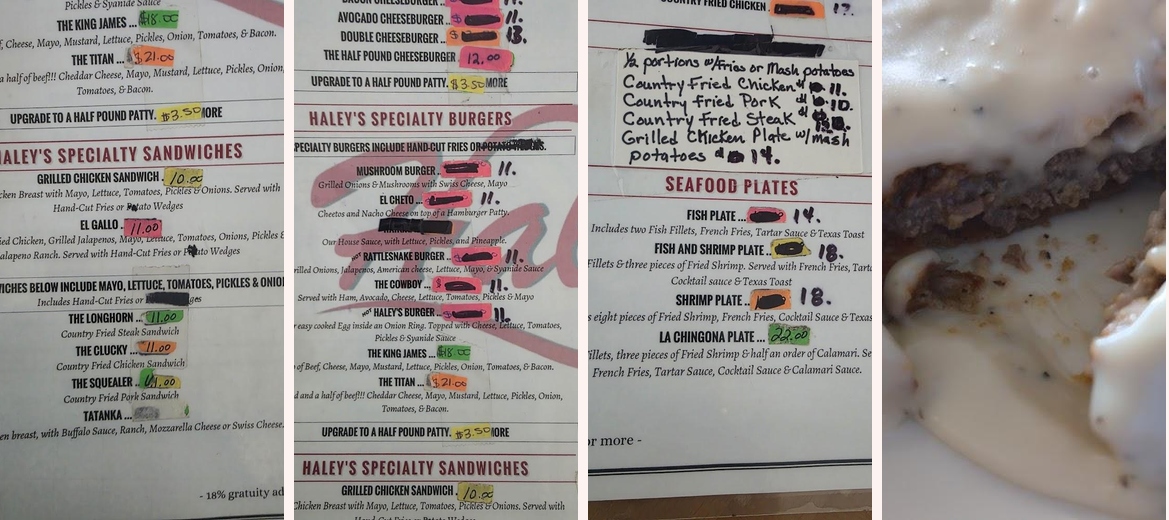 Pickles & Syanide Sauce
THE KING JAMES ... $18.00
Cheese, Mayo, Mustard, Lettuce, Pickles, Onion, Tomatoes, & Bacon.
THE TITAN ... $21.00
a half of beef!!! Cheddar Cheese, Mayo, Mustard, Lettuce, Pickles, Onion,
Tomatoes, & Bacon.
UPGRADE TO A HALF POUND PATTY. $3.50 MORE
HALEY'S SPECIALTY SANDWICHES
GRILLED CHICKEN SANDWICH . 10.00
Breast with Mayo, Lettuce, Tomatoes, Pickles & Onions. Served with
Hand-Cut Fries or Wedges
EL GALLO .. 11.00
Chicken, Grilled Jalapenos, Mayo, Lettuce, Tomatoes, Onions, Pickles &
Ranch. Served with Hand-Cut Fries or Wedges
BELOW INCLUDE MAYO, LETTUCE, TOMATOES, PICKLES &
Includes Hand-Cut Fries or
THE LONGHORN .. 11.00
Country Fried Steak Sandwich
THE CLUCKY ... 11.00
Country Fried Chicken Sandwich
THE SQUEALER ..
Country Fried Pork Sandwich
TATANKA ...
breast, with Buffalo Sauce, Ranch, Mozzarella Cheese or Swiss Cheese.
- 18% gratuity
BACON CHEESEBURGER ... 11.
AVOCADO CHEESEBURGER .. $ 11.
DOUBLE CHEESEBURGER .. $ 13.
THE HALF POUND CHEESEBURGER 12.00
UPGRADE TO A HALF POUND PATTY $3.50 MORE
HALEY'S SPECIALTY BURGERS
SPECIALTY BURGERS INCLUDE HAND-CUT FRIES OR
MUSHROOM BURGER ... 11.
Grilled Onions & Mushrooms with Swiss Cheese, Mayo
EL CHETO ... 11.
Cheetos and Nacho Cheese on top of a Hamburger Patty.
Our House Sauce, with Lettuce, Pickles, and Pineapple.
HOT RATTLESNAKE BURGER .. 11.
Onions, Jalapenos, American cheese, Lettuce, Mayo, & Syanide Sauce
THE COWBOY ... 11.
Served with Ham, Avocado, Cheese, Lettuce, Tomatoes, Pickles & Mayo
HOT HALEY'S BURGER .. 11.
easy cooked Egg inside an Onion Ring. Topped with Cheese, Lettuce, Tomatoes,
Pickles & Syanide Sauce
THE KING JAMES ... $18.00
of Beef, Cheese, Mayo, Mustard, Lettuce, Pickles, Onion, Tomatoes, & Bacon.
THE TITAN ... $21.00
and a half of beef!!! Cheddar Cheese, Mayo, Mustard, Lettuce, Pickles, Onion,
Tomatoes, & Bacon.
UPGRADE TO A HALF POUND PATTY. $3.50 MORE
HALEY'S SPECIALTY SANDWICHES
GRILLED CHICKEN SANDWICH . 10.00
Chicken Breast with Mayo, Lettuce, Tomatoes, Pickles & Onions. Served with
COUNTRY FRIED CHICKEN .
1/2 portions w/Fries or Mash potatoes
Country Fried Chicken $ 11.
Country fried Pork $ 10.
Country Fried Steak $
Grilled Chicken Plate w/mash
potatoes $ 14.
SEAFOOD PLATES
FISH PLATE .. 14.
Includes two Fish Fillets, French Fries, Tartar Sauce & Texas Toast
FISH AND SHRIMP PLATE .. 18.
Fillets & three pieces of Fried Shrimp. Served with French Fries,
Cocktail sauce & Texas Toast
SHRIMP PLATE .. 18.
eight pieces of Fried Shrimp, French Fries, Cocktail Sauce & Texas
LA CHINGONA PLATE ... 22.00
three pieces of Fried Shrimp & half an order of Calamari.
French Fries, Tartar Sauce, Cocktail Sauce & Calamari Sauce.
or more -